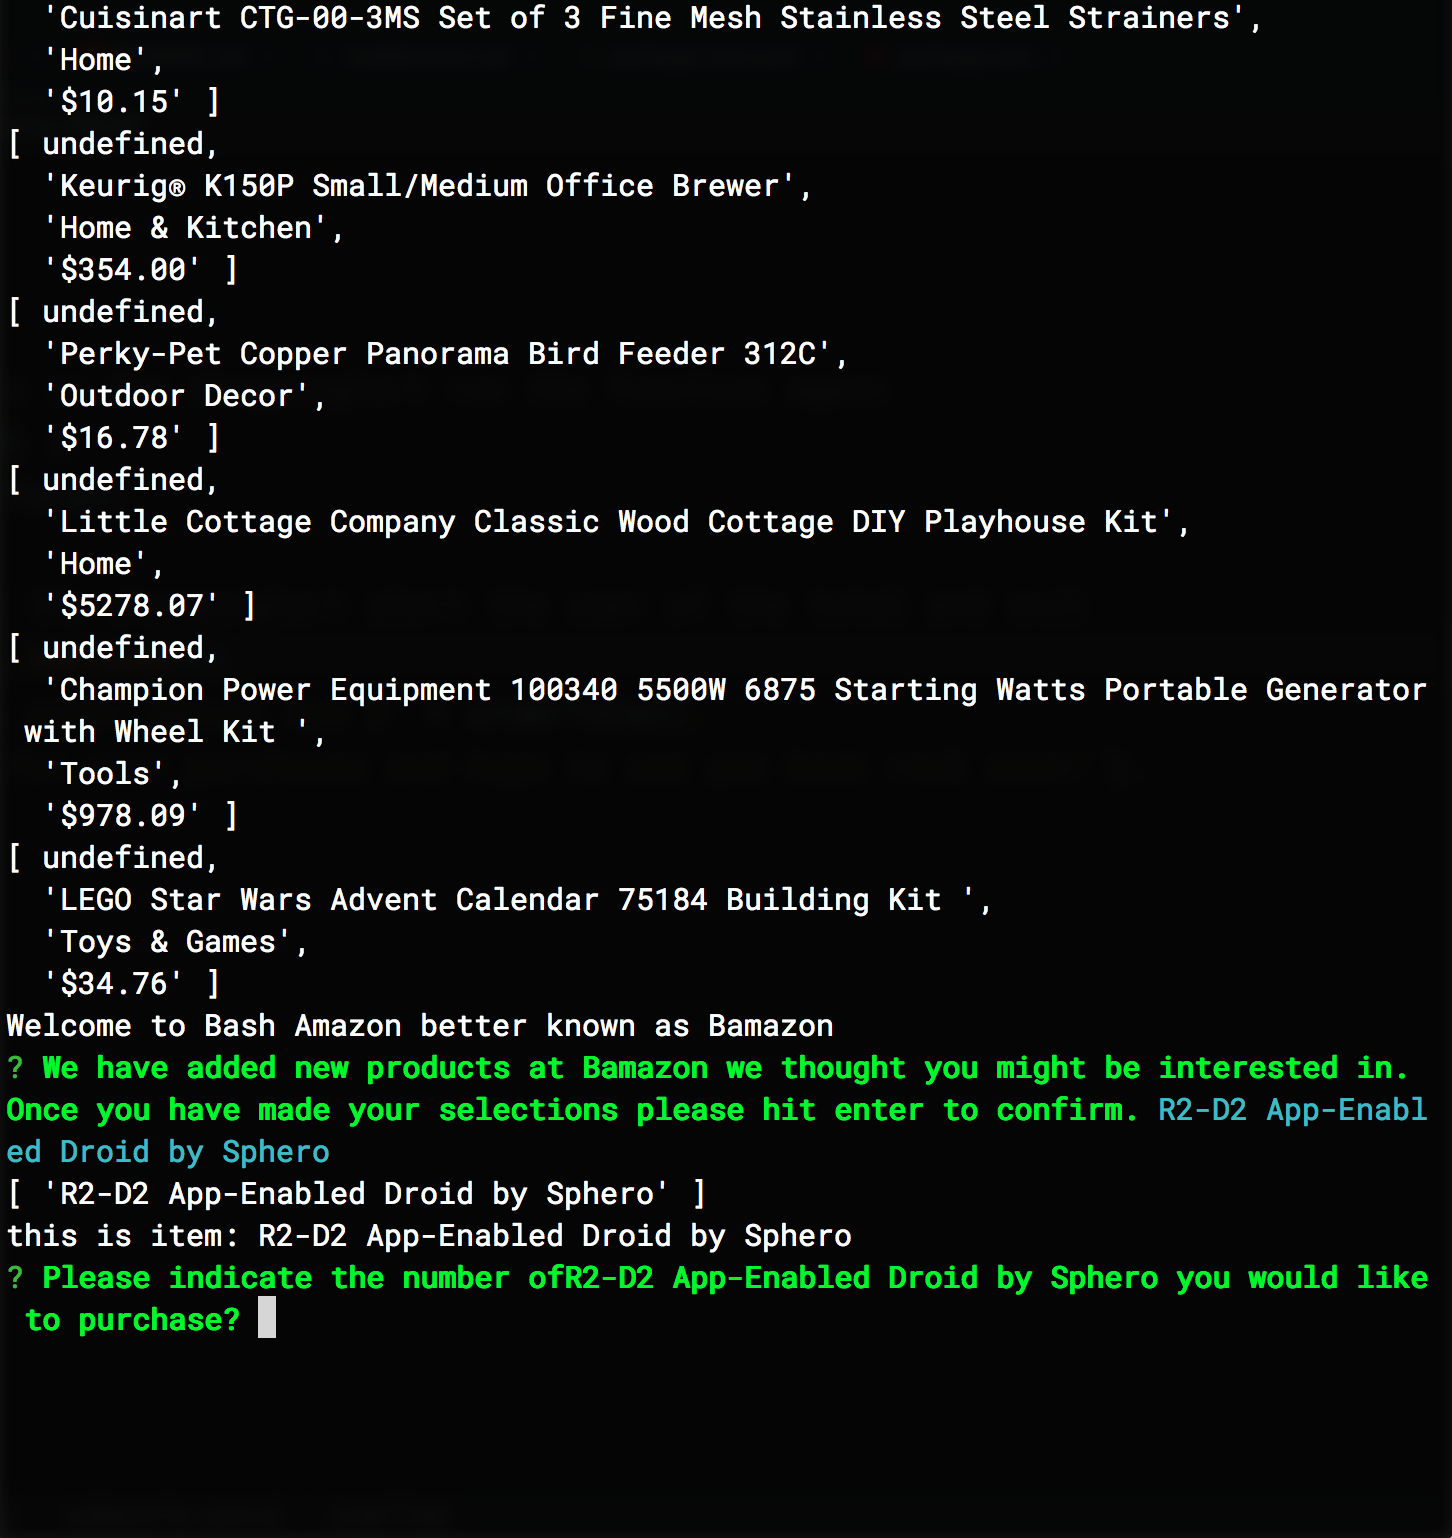 'Cuisinart CTG-00-3MS Set of 3 Fine Mesh Stainless Steel Strainers',
'Home',
'$10.15' ]
[ undefined,
'Keurig® K150P Small/Medium Office Brewer',
'Home & Kitchen',
'$354.00' ]
[ undefined,
'Perky-Pet Copper Panorama Bird Feeder 312C',
'Outdoor Decor',
'$16.78' ]
[ undefined,
'Little Cottage Company Classic Wood Cottage DIY Playhouse Kit',
'Home',
'$5278.07' ]
[ undefined,
'Champion Power Equipment 100340 5500W 6875 Starting Watts Portable Generator
with Wheel Kit ',
'Tools',
'$978.09' ]
[ undefined,
'LEGO Star Wars Advent Calendar 75184 Building Kit ',
'Toys & Games',
'$34.76' ]
Welcome to Bash Amazon better known as Bamazon
? We have added new products at Bamazon we thought you might be interested in.
Once you have made your selections please hit enter to confirm. R2-D2 App-Enabl
ed Droid by Sphero
[ 'R2-D2 App-Enabled Droid by Sphero' ]
this is item: R2-D2 App-Enabled Droid by Sphero
? Please indicate the number ofR2-D2 App-Enabled Droid by Sphero you would like
to purchase?